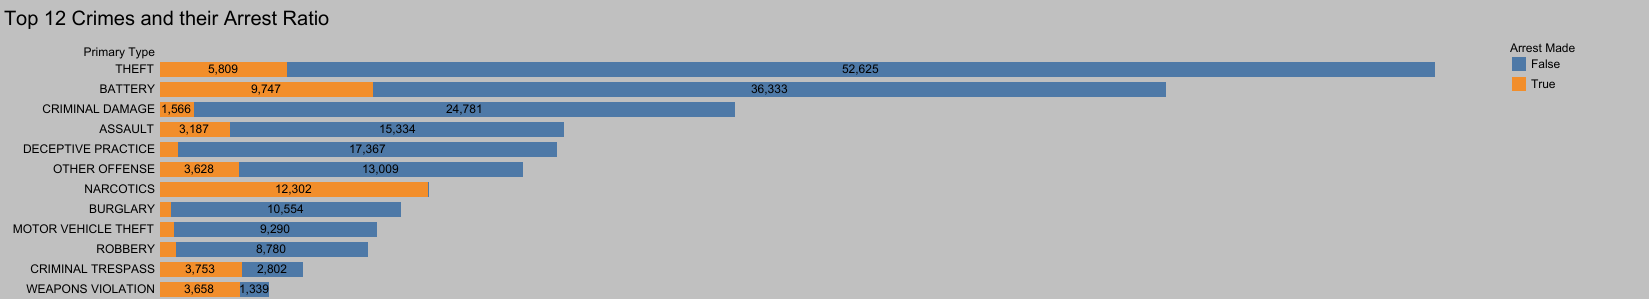 Top 12 Crimes and their Arrest Ratio
Primary Type
Arrest Made
False
True
THEFT 5,809 52,625
BATTERY 9,747 36,333
CRIMINAL DAMAGE 1,566 24,781
ASSAULT 3,187 15,334
DECEPTIVE PRACTICE 17,367
OTHER OFFENSE 3,628 13,009
NARCOTICS 12,302
BURGLARY 10,554
MOTOR VEHICLE THEFT 9,290
ROBBERY 8,780
CRIMINAL TRESPASS 3,753 2,802
WEAPONS VIOLATION 3,658 1,339